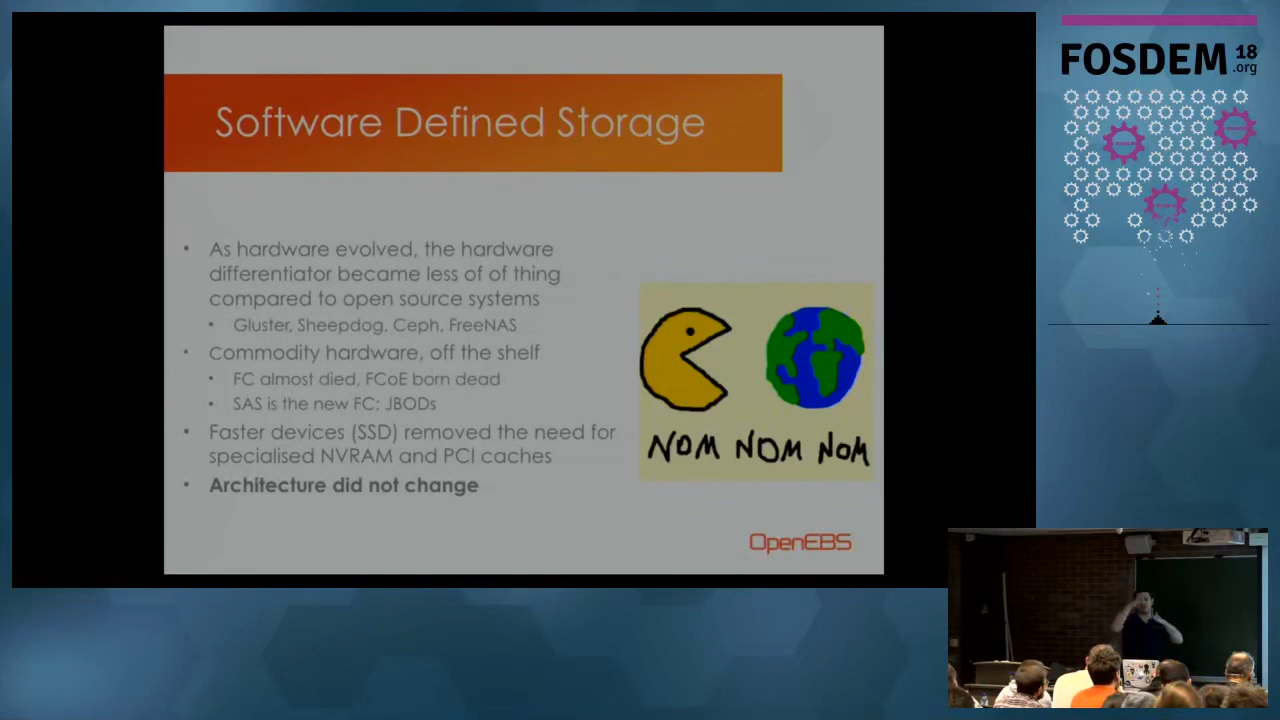 Software Defined Storage
• As hardware evolved, the hardware
differentiator became less of of thing
compared to open source systems
• Gluster, Sheepdog, Ceph, FreeNAS
• Commodity hardware, off the shelf
• FC almost died, FCoE born dead
• SAS is the new FC; JBODs
• Faster devices (SSD) removed the need for
specialised NVRAM and PCI caches
• Architecture did not change
NOM NOM NOM
OpenEBS
FOSDEM 18
.org